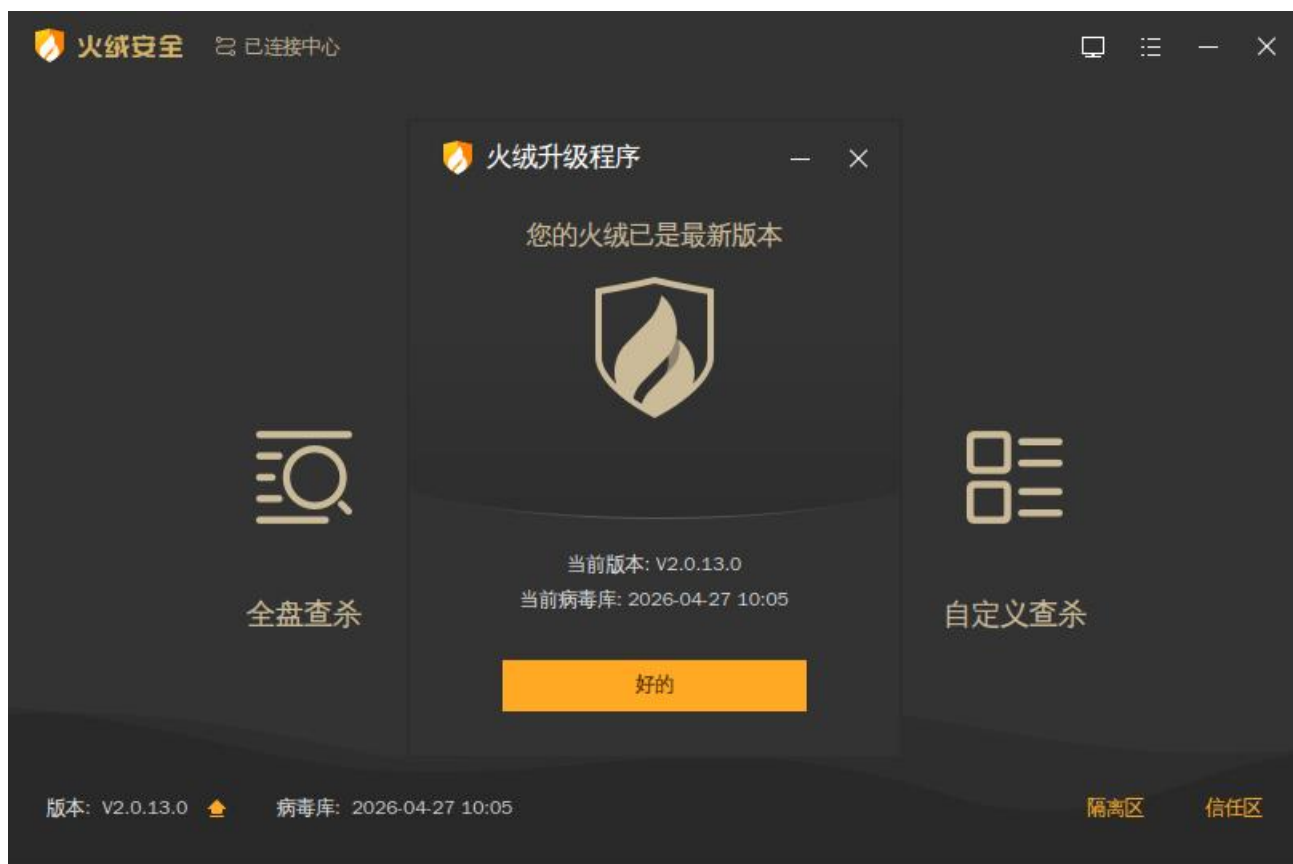 火绒安全 已连接中心
火绒升级程序
您的火绒已是最新版本
全盘查杀
自定义查杀
当前版本: V2.0.13.0
当前病毒库: 2026-04-27 10:05
好的
版本: V2.0.13.0 病毒库: 2026-04-27 10:05 隔离区 信任区